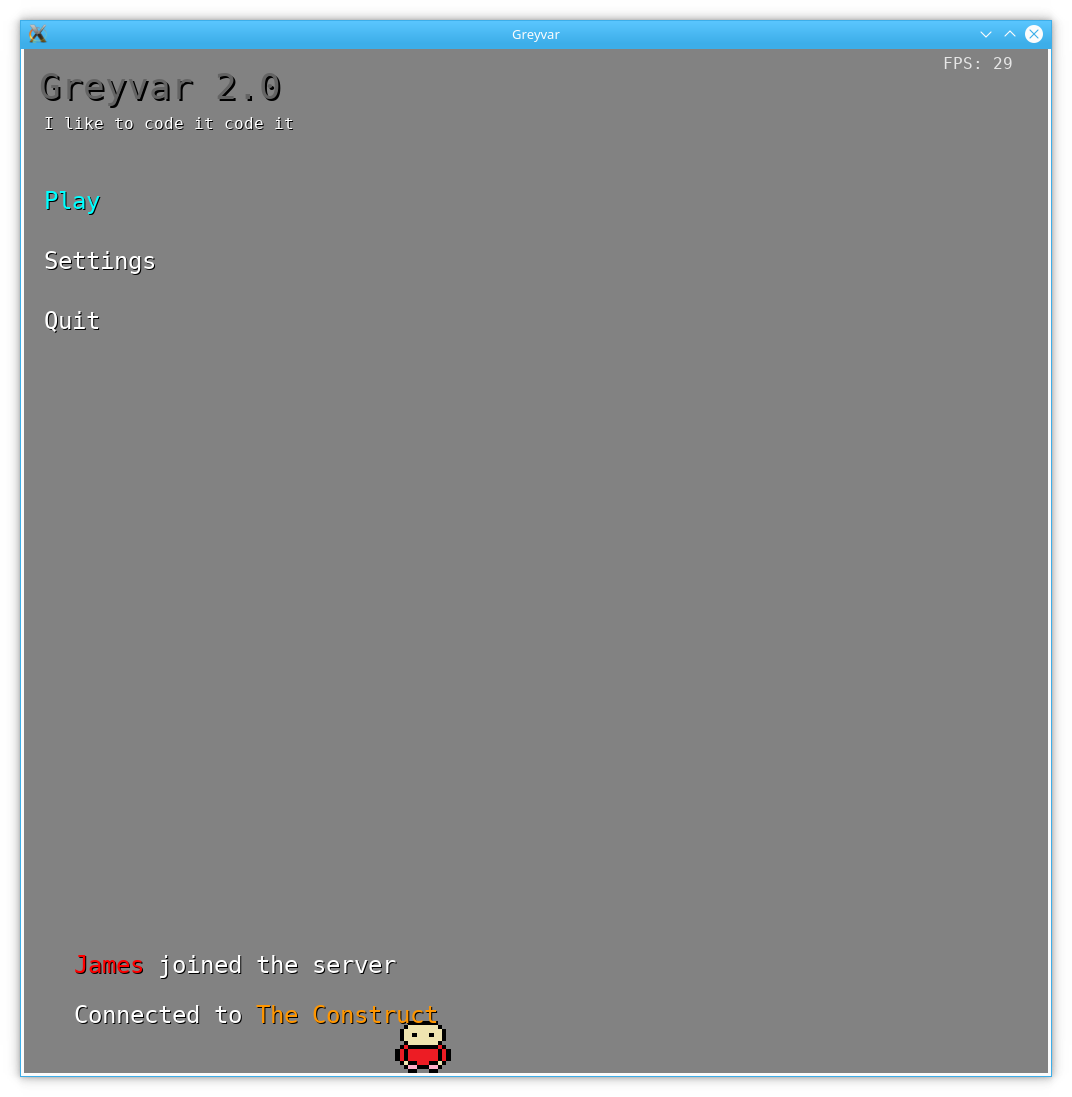 Greyvar
FPS: 29
Greyvar 2.0
I like to code it code it
Play
Settings
Quit
James joined the server
Connected to The Construct